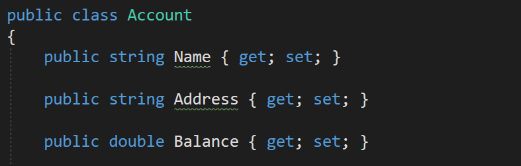 public class Account
{
public string Name { get; set; }
public string Address { get; set; }
public double Balance { get; set; }